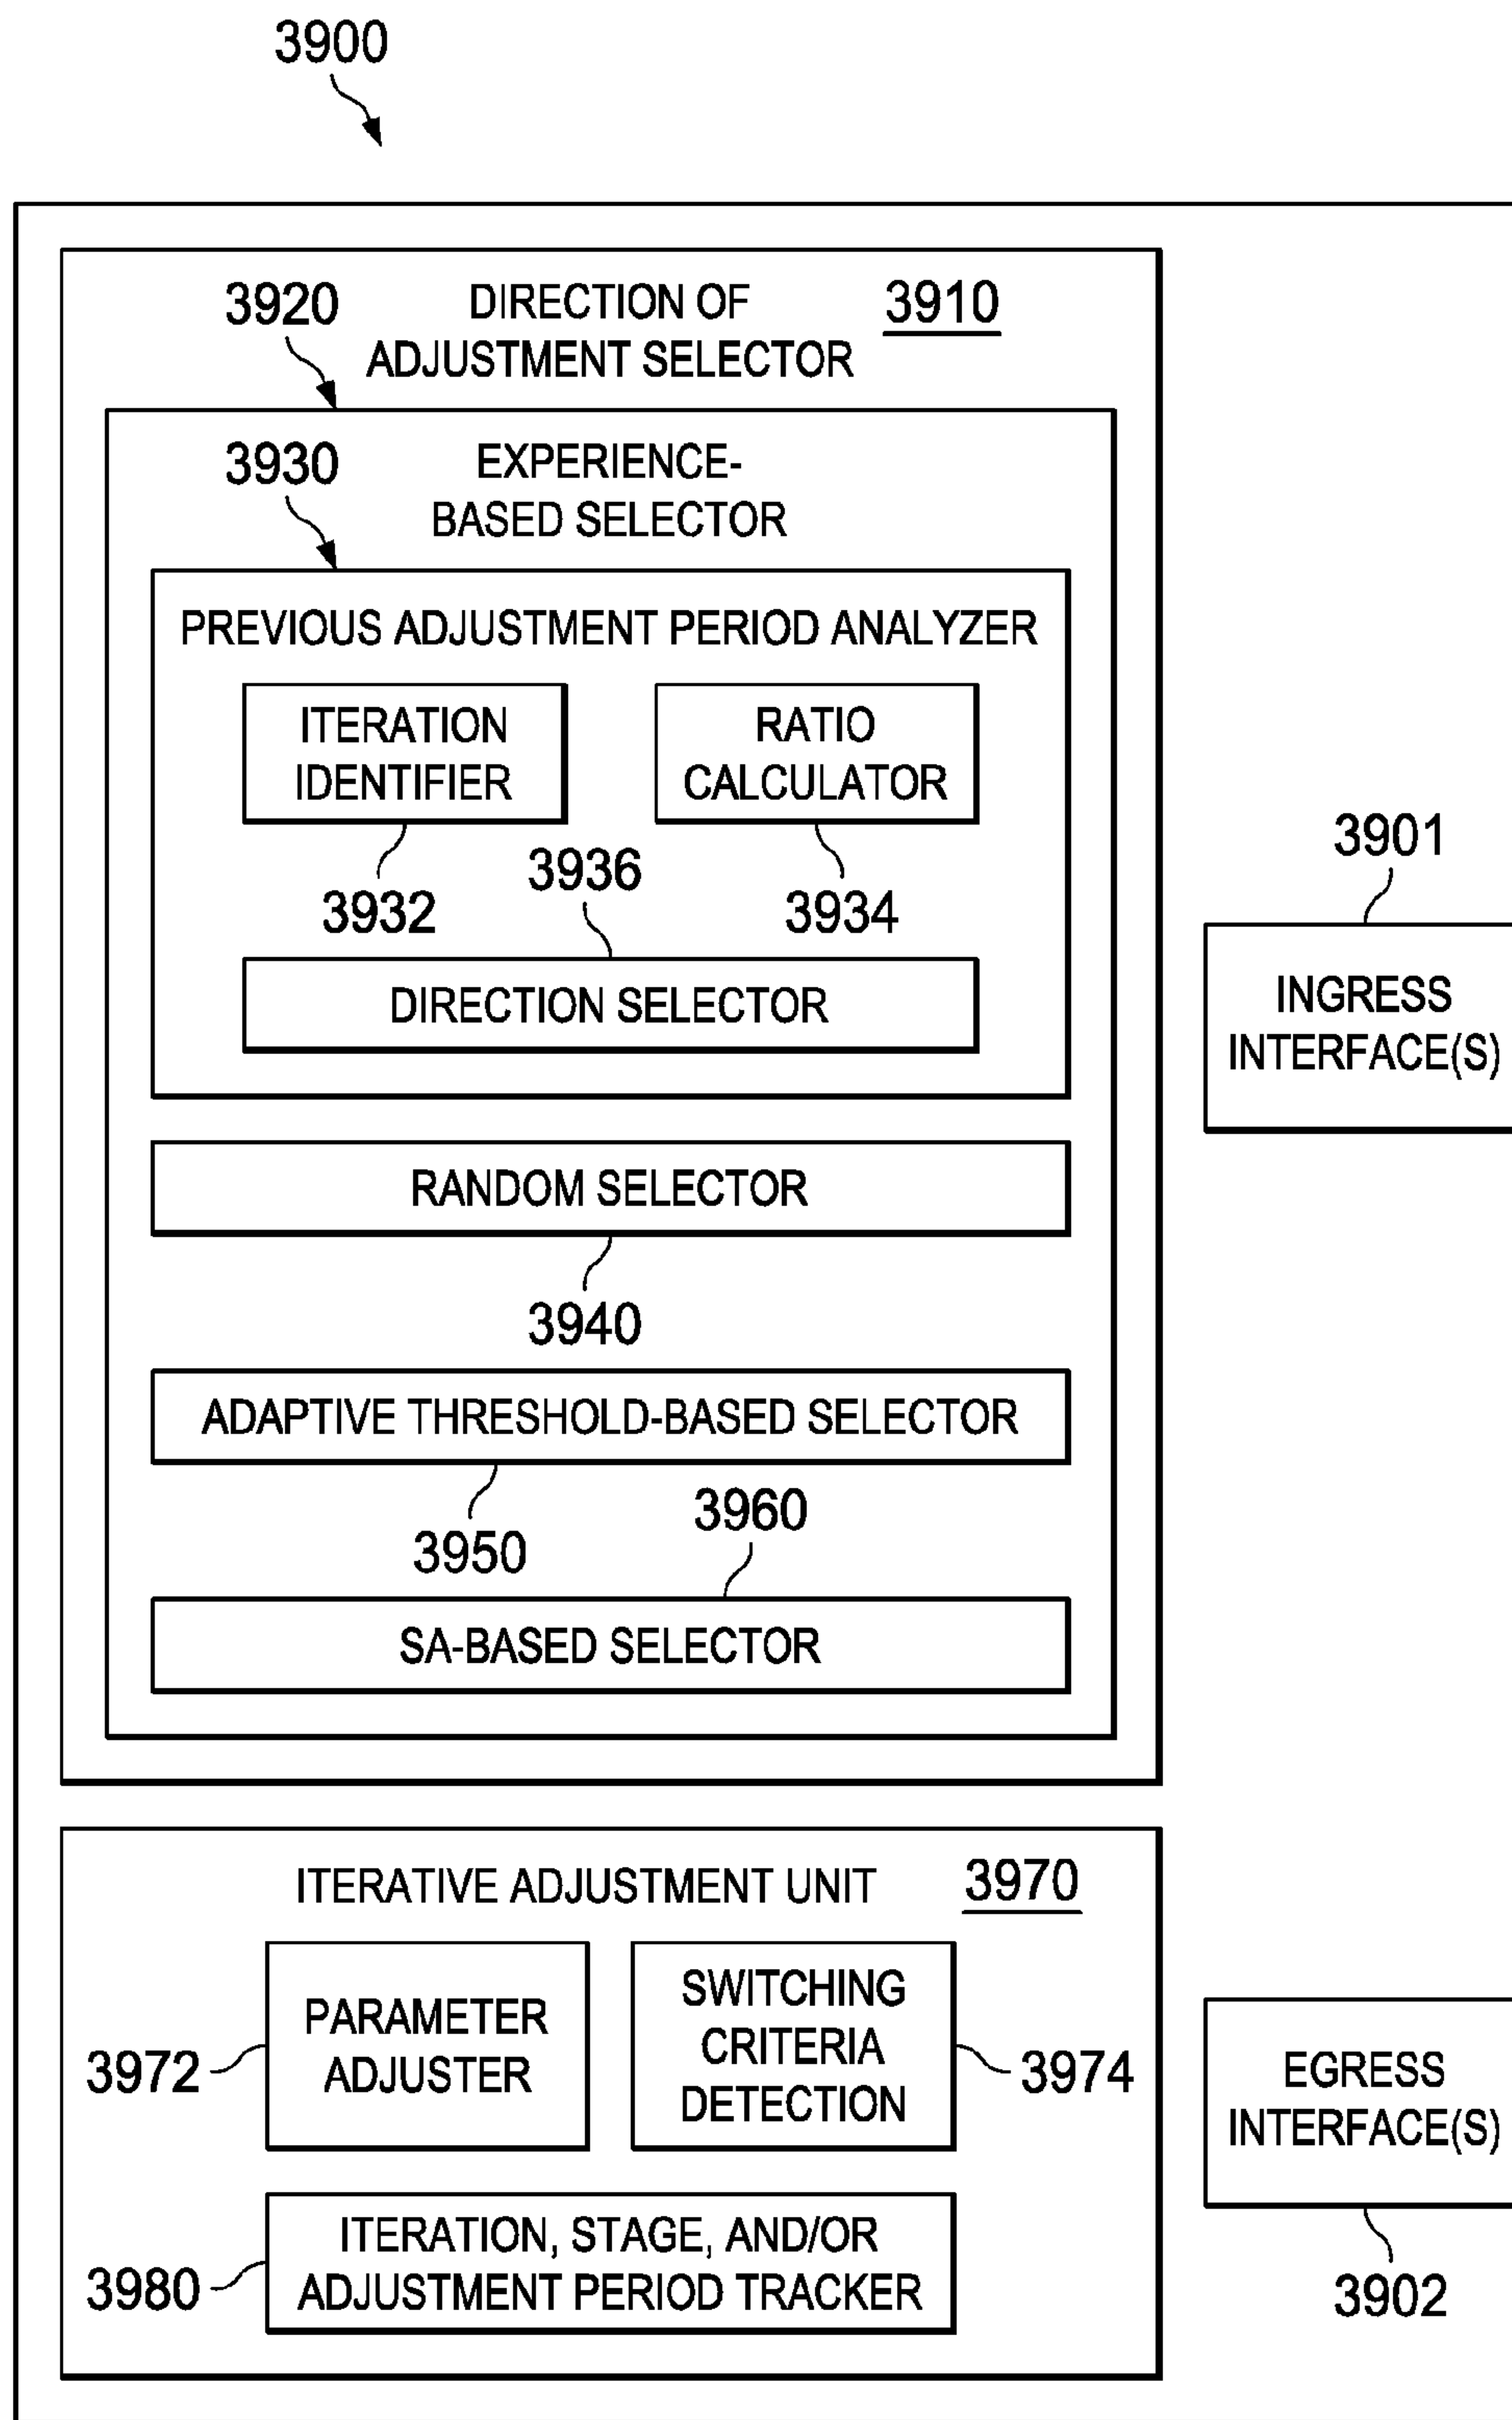 3900
3920
DIRECTION OF
ADJUSTMENT SELECTOR
3910
3930
EXPERIENCE-
BASED SELECTOR
PREVIOUS ADJUSTMENT PERIOD ANALYZER
ITERATION
IDENTIFIER
RATIO
CALCULATOR
3932
3936
3934
DIRECTION SELECTOR
3901
INGRESS
INTERFACE(S)
RANDOM SELECTOR
3940
ADAPTIVE THRESHOLD-BASED SELECTOR
3950
3960
SA-BASED SELECTOR
ITERATIVE ADJUSTMENT UNIT
3970
PARAMETER
ADJUSTER
3972
SWITCHING
CRITERIA
DETECTION
3974
ITERATION, STAGE, AND/OR
ADJUSTMENT PERIOD TRACKER
3980
EGRESS
INTERFACE(S)
3902